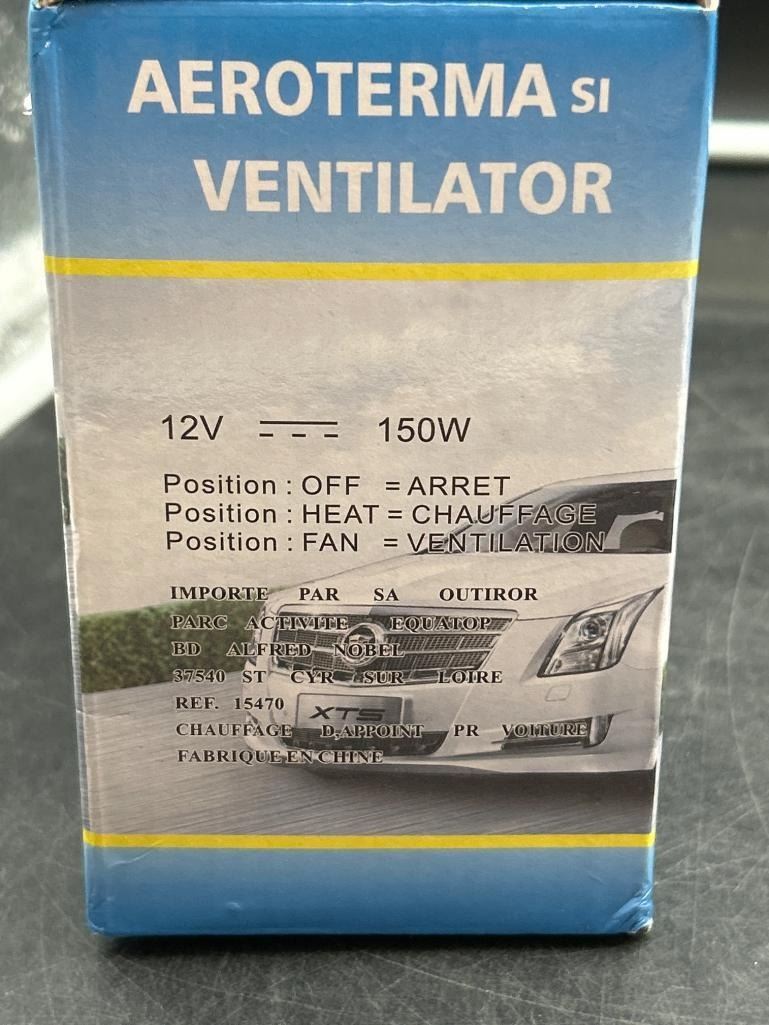 AEROTERMA SI
VENTILATOR
12V 150W
Position : OFF = ARRET
Position : HEAT = CHAUFFAGE
Position : FAN = VENTILATION
IMPORTE PAR SA OUTIROR
PARC ACTIVITE EQUATOP
BD ALFRED NOBEL
37540 ST CYR SUR LOIRE
REF. 15470
XTS
CHAUFFAGE D,APPOINT PR VOITURE
FABRIQUE EN CHINE